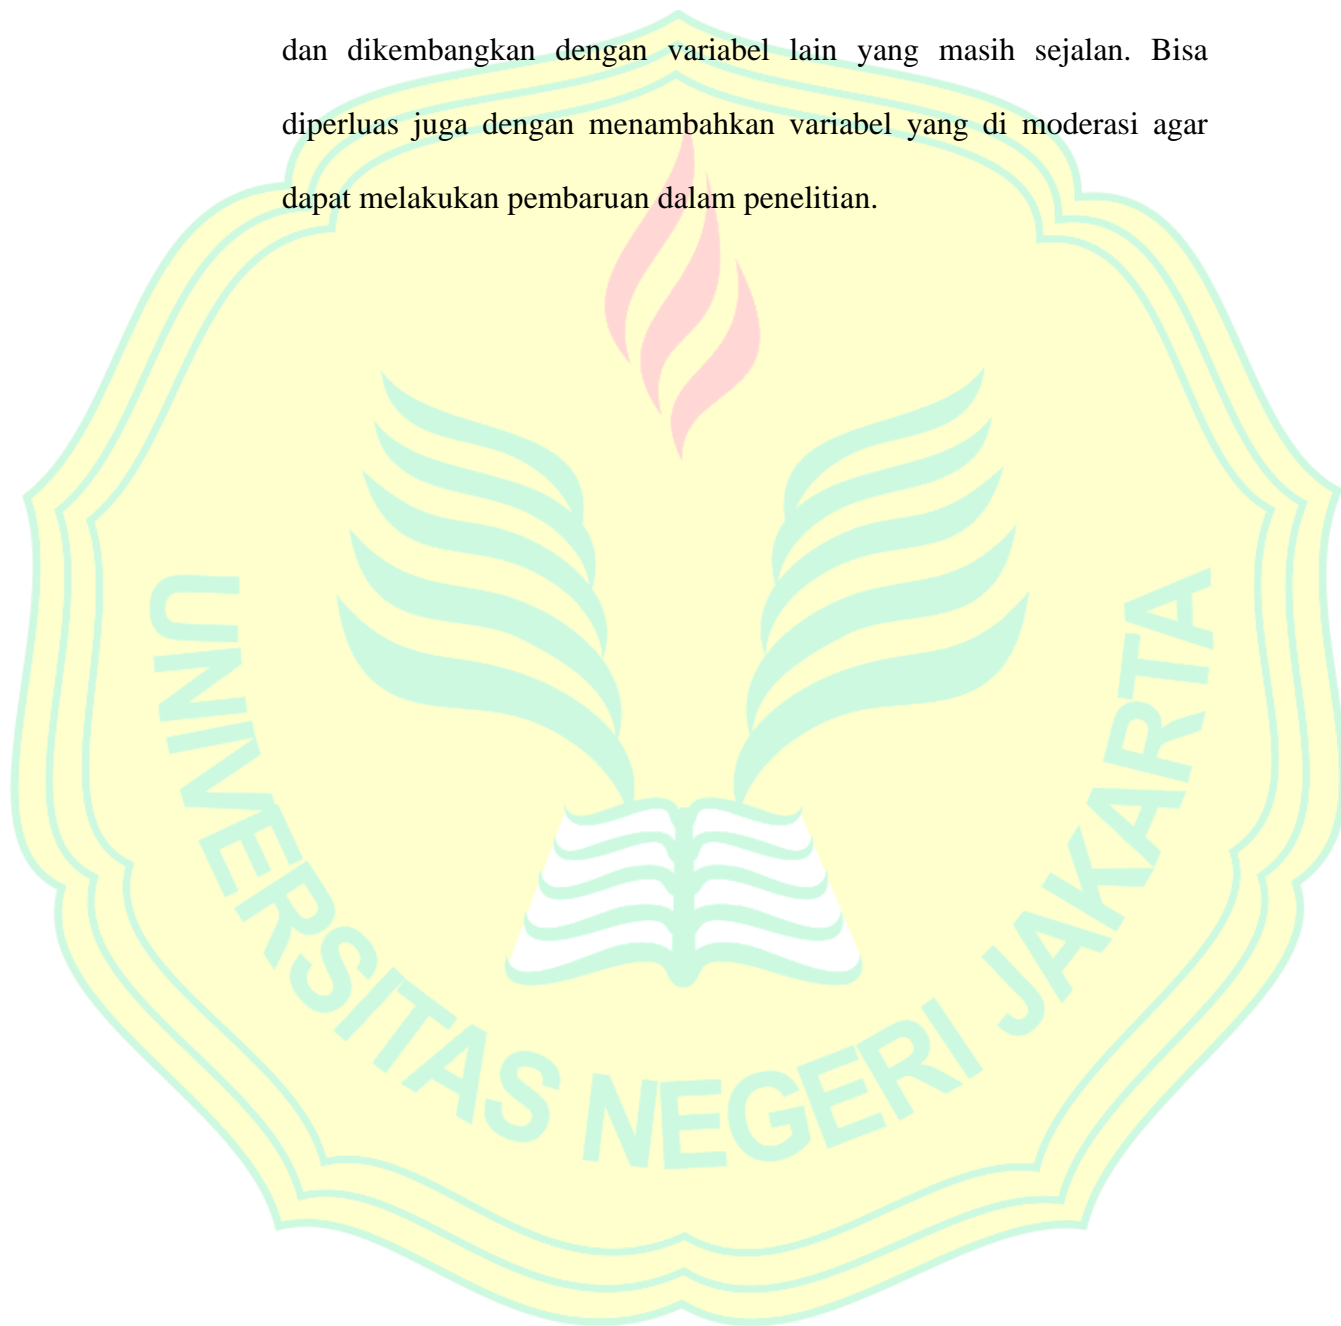 dan dikembangkan dengan variabel lain yang masih sejalan. Bisa
diperluas juga dengan menambahkan variabel yang di moderasi agar
dapat melakukan pembaruan dalam penelitian.
UNIVERSITAS NEGERI JAKARTA